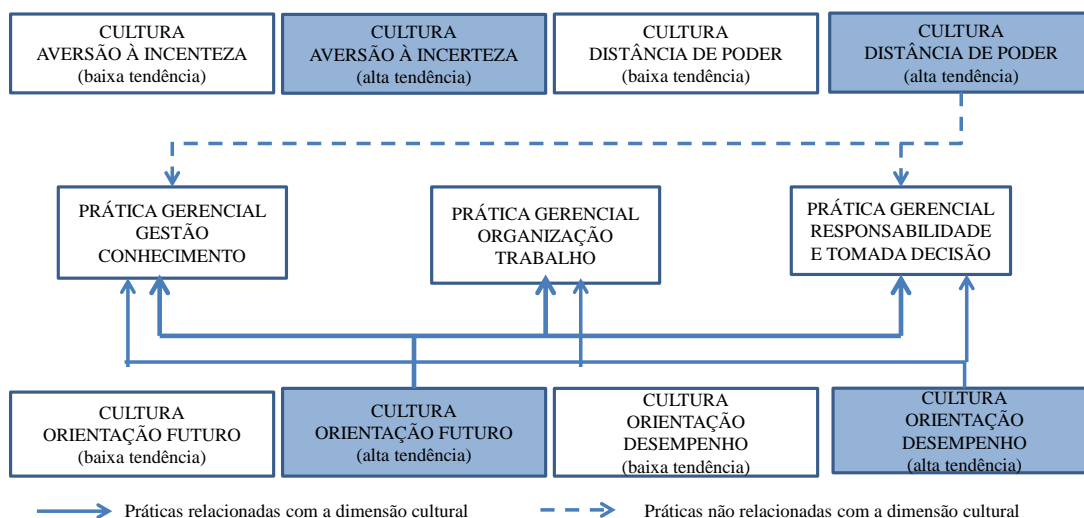 CULTURA
AVERSÃO À INCENTEZA
(baixa tendência)
CULTURA
AVERSÃO À INCERTEZA
(alta tendência)
CULTURA
DISTÂNCIA DE PODER
(baixa tendência)
CULTURA
DISTÂNCIA DE PODER
(alta tendência)
PRÁTICA GERENCIAL
GESTÃO
CONHECIMENTO
PRÁTICA GERENCIAL
ORGANIZAÇÃO
TRABALHO
PRÁTICA GERENCIAL
RESPONSABILIDADE
E TOMADA DECISÃO
CULTURA
ORIENTAÇÃO FUTURO
(baixa tendência)
CULTURA
ORIENTAÇÃO FUTURO
(alta tendência)
CULTURA
ORIENTAÇÃO
DESEMPENHO
(baixa tendência)
CULTURA
ORIENTAÇÃO
DESEMPENHO
(alta tendência)
Práticas relacionadas com a dimensão cultural
Práticas não relacionadas com a dimensão cultural